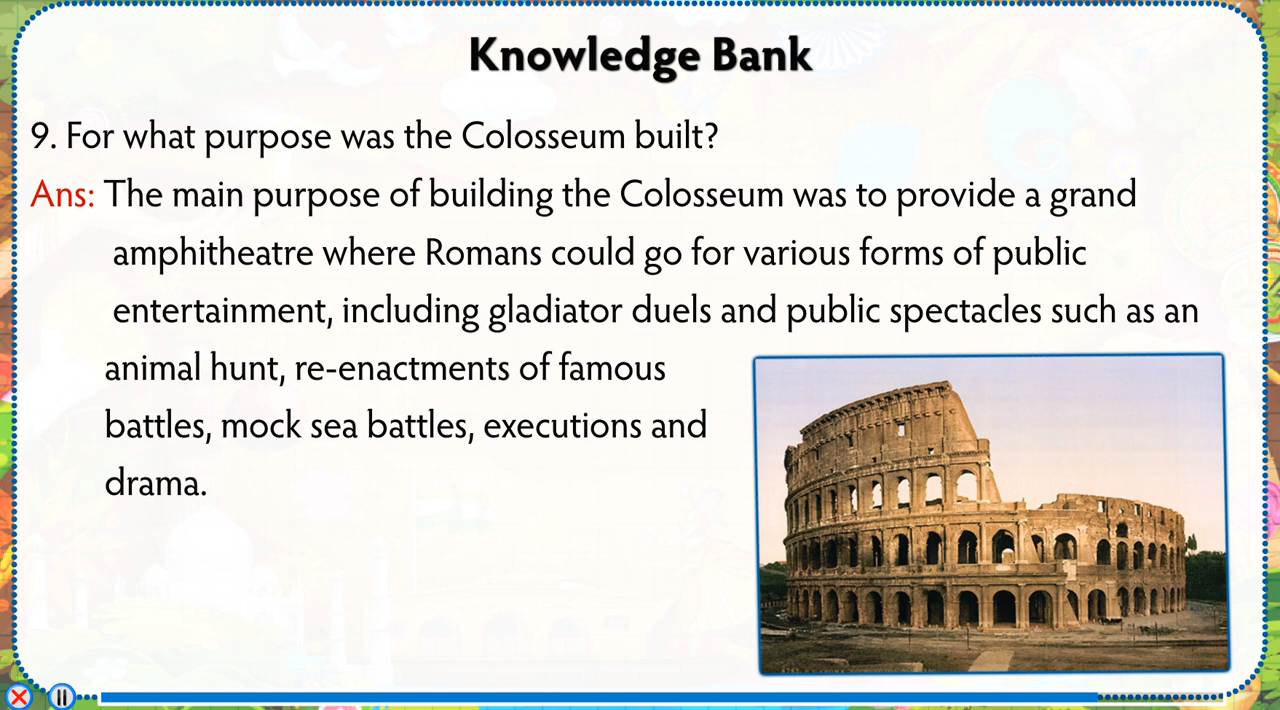 Knowledge Bank
9. For what purpose was the Colosseum built?
Ans: The main purpose of building the Colosseum was to provide a grand
amphitheatre where Romans could go for various forms of public
entertainment, including gladiator duels and public spectacles such as an
animal hunt, re-enactments of famous
battles, mock sea battles, executions and
drama.